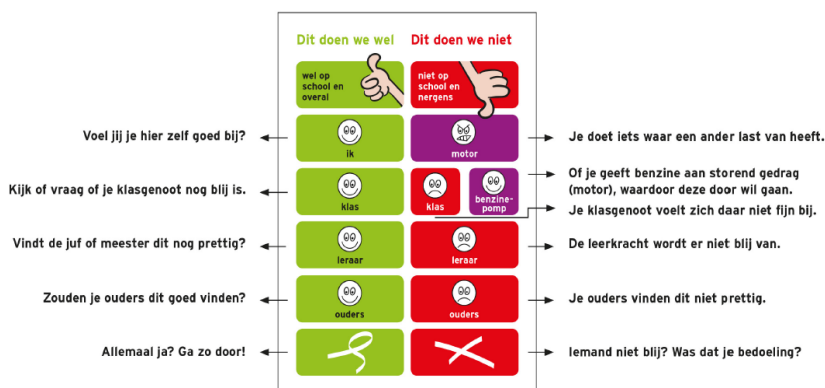 Dit doen we wel
Dit doen we niet
wel op
school en
overal
niet op
school en
nergens
Voel jij je hier zelf goed bij?
ik
motor
Je doet iets waar een ander last van heeft.
Kijk of vraag of je klasgenoot nog blij is.
klas
klas
benzine-
pomp
Of je geeft benzine aan storend gedrag
(motor), waardoor deze door wil gaan.
Je klasgenoot voelt zich daar niet fijn bij.
Vindt de juf of meester dit nog prettig?
leraar
leraar
De leerkracht wordt er niet blij van.
Zouden je ouders dit goed vinden?
ouders
ouders
Je ouders vinden dit niet prettig.
Allemaal ja? Ga zo door!
Iemand niet blij? Was dat je bedoeling?